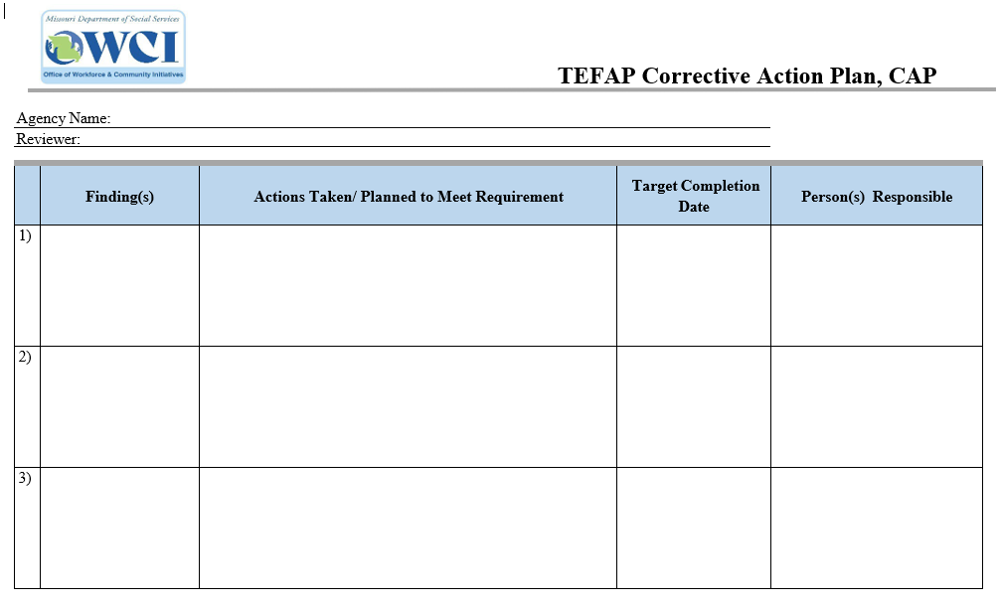 Missouri Department of Social Services
OWCI
Office of Workforce & Community Initiatives
TEFAP Corrective Action Plan, CAP
Agency Name:
Reviewer:
Finding(s)
Actions Taken/ Planned to Meet Requirement
Target Completion
Date
Person(s)  Responsible
1)
2)
3)